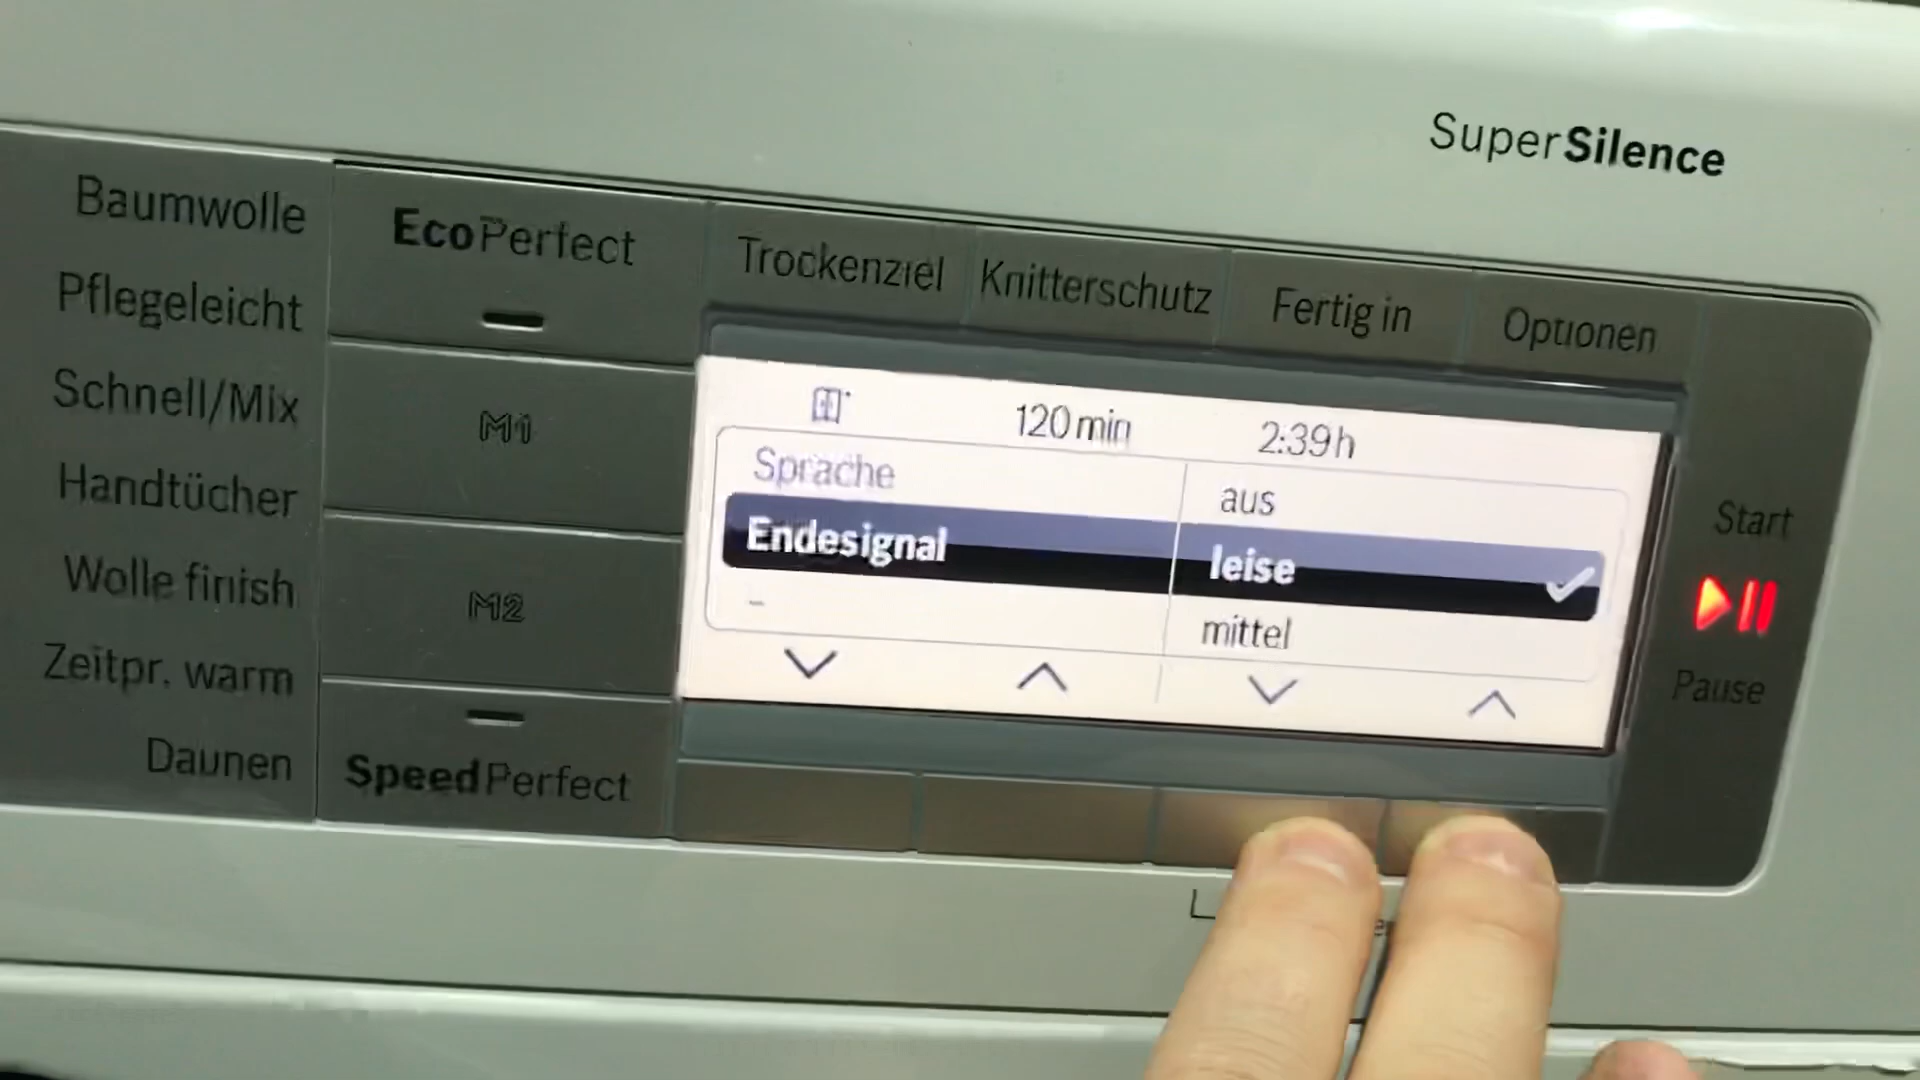 SuperSilence
Baumwolle
Pflegeleicht
Schnell/Mix
Handtücher
Wolle finish
Zeitpr. warm
Daunen
EcoPerfect
M1
M2
SpeedPerfect
Trockenziel
Knitterschutz
Fertig in
Optionen
120 min
2:39 h
Sprache
aus
Endesignal
leise
-
mittel
Start
Pause